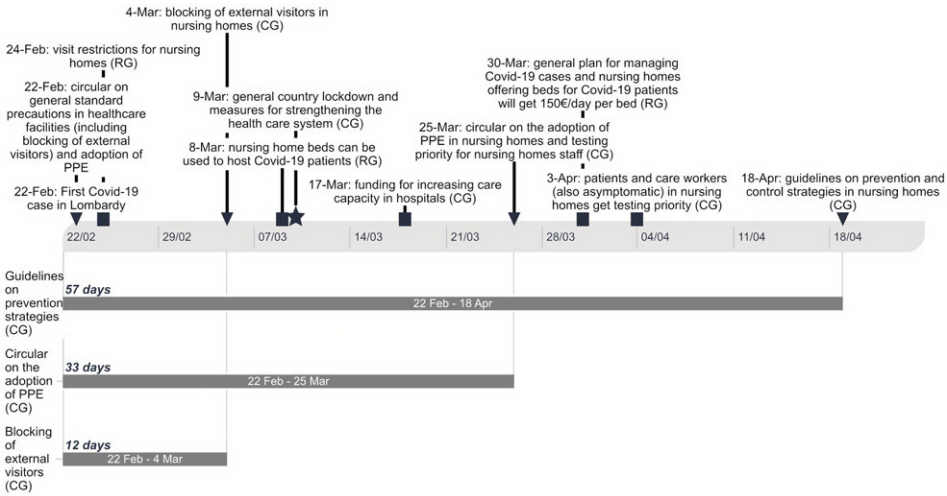 4-Mar: blocking of external visitors in
nursing homes (CG)
24-Feb: visit restrictions for nursing
homes (RG)
22-Feb: circular on
general standard
precautions in healthcare
facilities (including
blocking of external
visitors) and adoption of
PPE
22-Feb: First Covid-19
case in Lombardy
9-Mar: general country lockdown and
measures for strengthening the
health care system (CG)
8-Mar: nursing home beds can be
used to host Covid-19 patients (RG)
17-Mar: funding for increasing care
capacity in hospitals (CG)
30-Mar: general plan for managing
Covid-19 cases and nursing homes
offering beds for Covid-19 patients
will get 150€/day per bed (RG)
25-Mar: circular on the adoption of
PPE in nursing homes and testing
priority for nursing homes staff (CG)
3-Apr: patients and care workers
(also asymptomatic) in nursing
homes get testing priority (CG)
18-Apr: guidelines on prevention and
control strategies in nursing homes
(CG)
22/02 29/02 07/03 14/03 21/03 28/03 04/04 11/04 18/04
Guidelines
on
prevention
strategies
(CG)
57 days
22 Feb - 18 Apr
Circular
on the
adoption
of PPE
(CG)
33 days
22 Feb - 25 Mar
Blocking
of
external
visitors
(CG)
12 days
22 Feb - 4 Mar